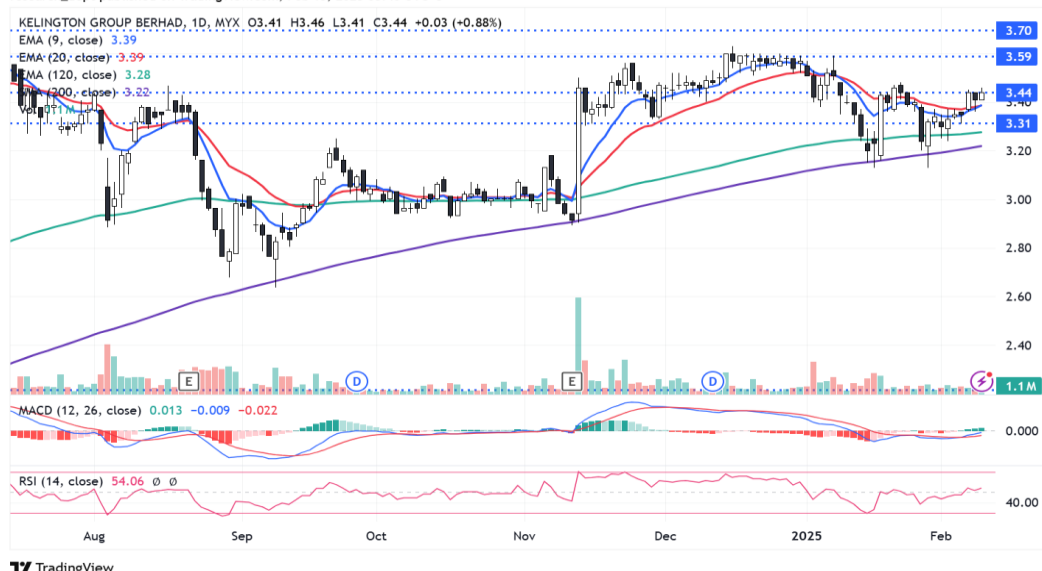 KELINGTON GROUP BERHAD, 1D, MYX O3.41 H3.46 L3.41 C3.44 +0.03 (+0.88%)
EMA (9, close) 3.39
EMA (20, close) 3.39
EMA (120, close) 3.28
(200, close) 3.22
Vol 1.1 M
3.70
3.59
3.44
3.40
3.31
3.20
3.00
2.80
2.60
2.40
E
D
E
D
1.1 M
MACD (12, 26, close) 0.013 −0.009 −0.022
0.000
RSI (14, close) 54.06 ø ø
40.00
Aug Sep Oct Nov Dec 2025 Feb
TradingView